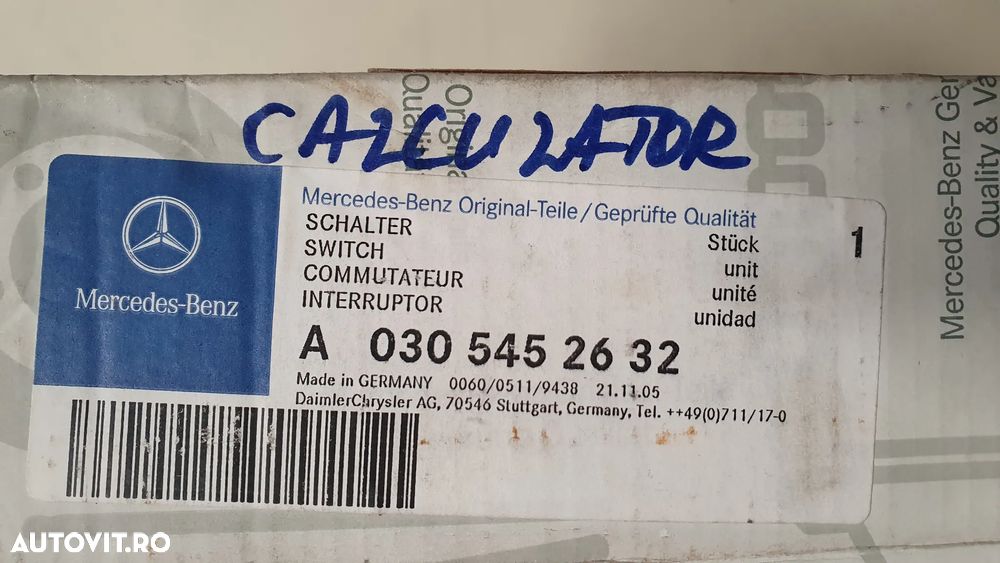 CALCULATOR
Mercedes-Benz
Mercedes-Benz Original-Teile/Geprüfte Qualität
SCHALTER
SWITCH
COMMUTATEUR
INTERRUPTOR
Stück
unit
unité
unidad
1
A 030 545 26 32
Made in GERMANY 0060/0511/9438 21.11.05
DaimlerChrysler AG, 70546 Stuttgart, Germany, Tel. ++49(0)711/17-0
Mercedes-Benz Ger
Quality & Va
AUTOVIT.RO